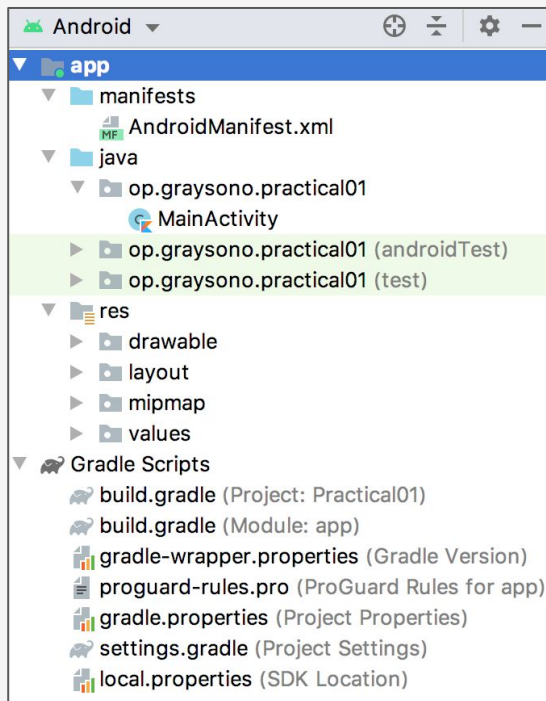 Android
app
manifests
MF AndroidManifest.xml
java
op.graysono.practical01
MainActivity
op.graysono.practical01 (androidTest)
op.graysono.practical01 (test)
res
drawable
layout
mipmap
values
Gradle Scripts
build.gradle (Project: Practical01)
build.gradle (Module: app)
gradle-wrapper.properties (Gradle Version)
proguard-rules.pro (ProGuard Rules for app)
gradle.properties (Project Properties)
settings.gradle (Project Settings)
local.properties (SDK Location)